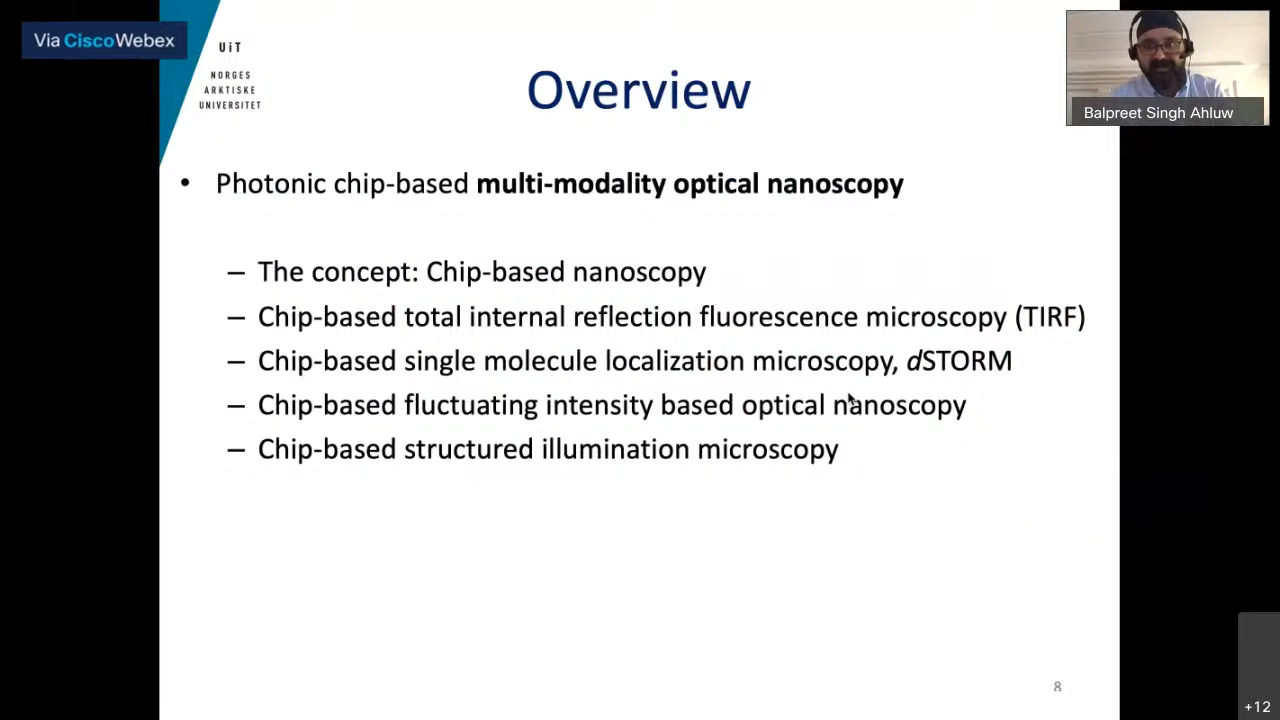 Via CiscoWebex
UiT
NORGES
ARKTISKE
UNIVERSITET
Overview
Balpreet Singh Ahluw
• Photonic chip-based multi-modality optical nanoscopy
– The concept: Chip-based nanoscopy
– Chip-based total internal reflection fluorescence microscopy (TIRF)
– Chip-based single molecule localization microscopy, dSTORM
– Chip-based fluctuating intensity based optical nanoscopy
– Chip-based structured illumination microscopy
8
+12